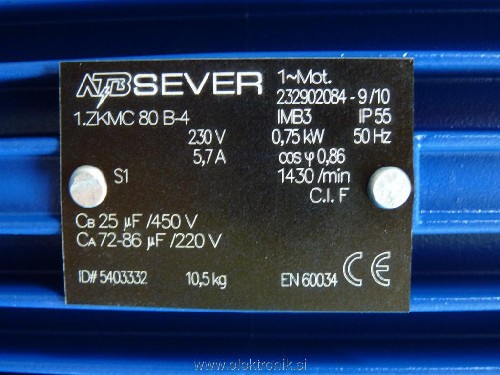 ATB SEVER 1~Mot.
232902084-9/10
1.ZKMC 80 B-4 IMB3 IP 55
230 V 0,75 kW 50 Hz
5,7 A cos φ 0,86
S1 1430 /min
C.I. F
CB 25 µF /450 V
CA 72-86 µF /220 V
ID# 5403332 10,5 kg EN 60034 CE
www.elektronik.si